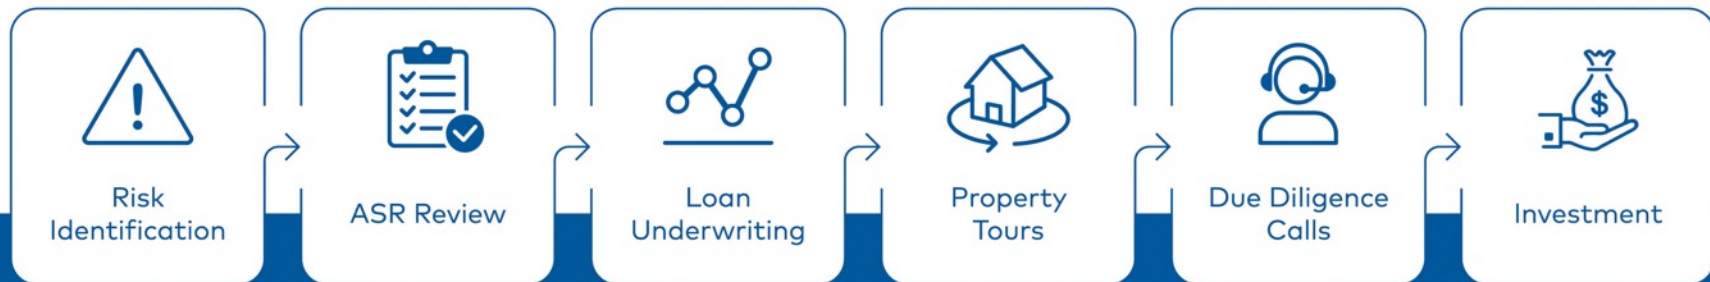 Risk
Identification
ASR Review
Loan
Underwriting
Property
Tours
Due Diligence
Calls
$
Investment